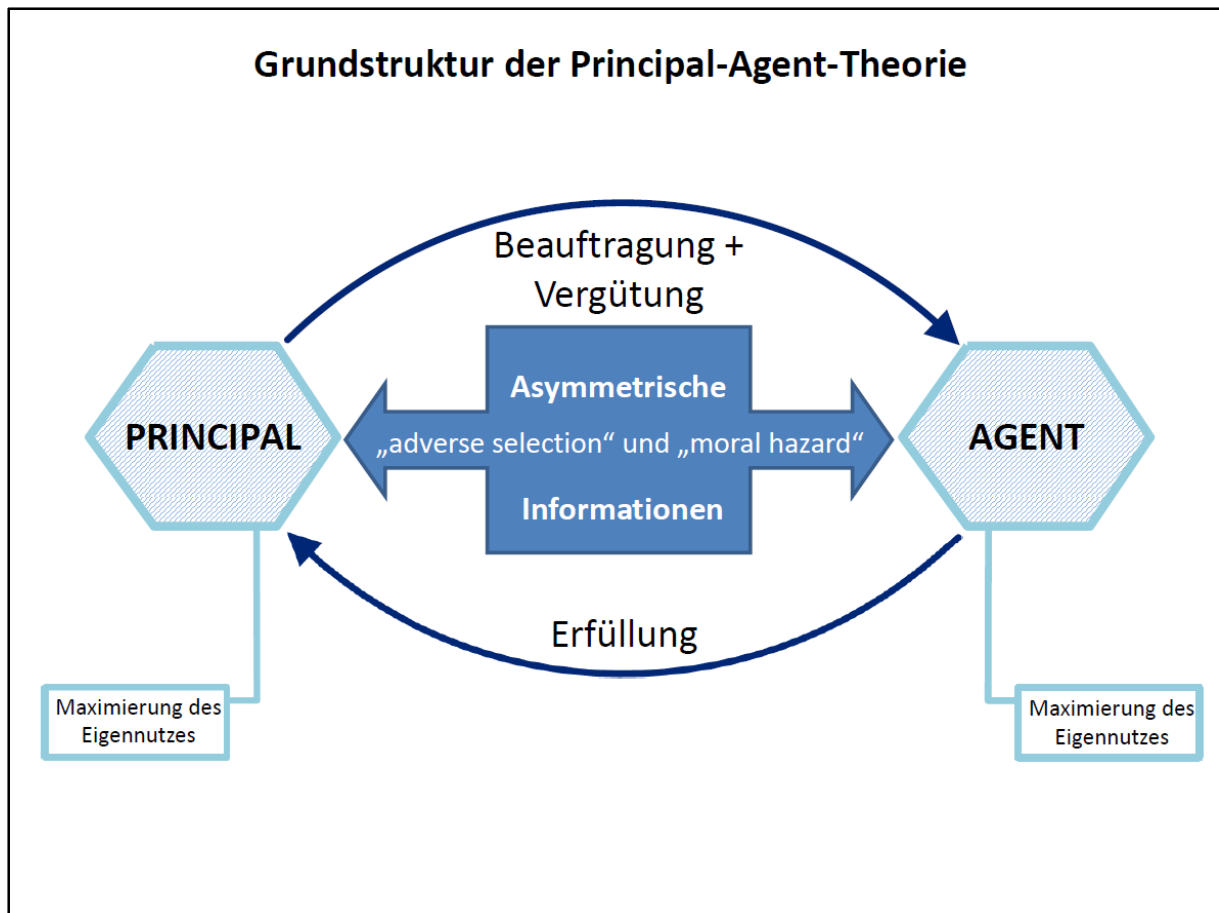 Grundstruktur der Principal-Agent-Theorie
Beauftragung +
Vergütung
Asymmetrische
PRINCIPAL
„adverse selection“ und „moral hazard“
AGENT
Informationen
Erfüllung
Maximierung des
Eigennutzes
Maximierung des
Eigennutzes